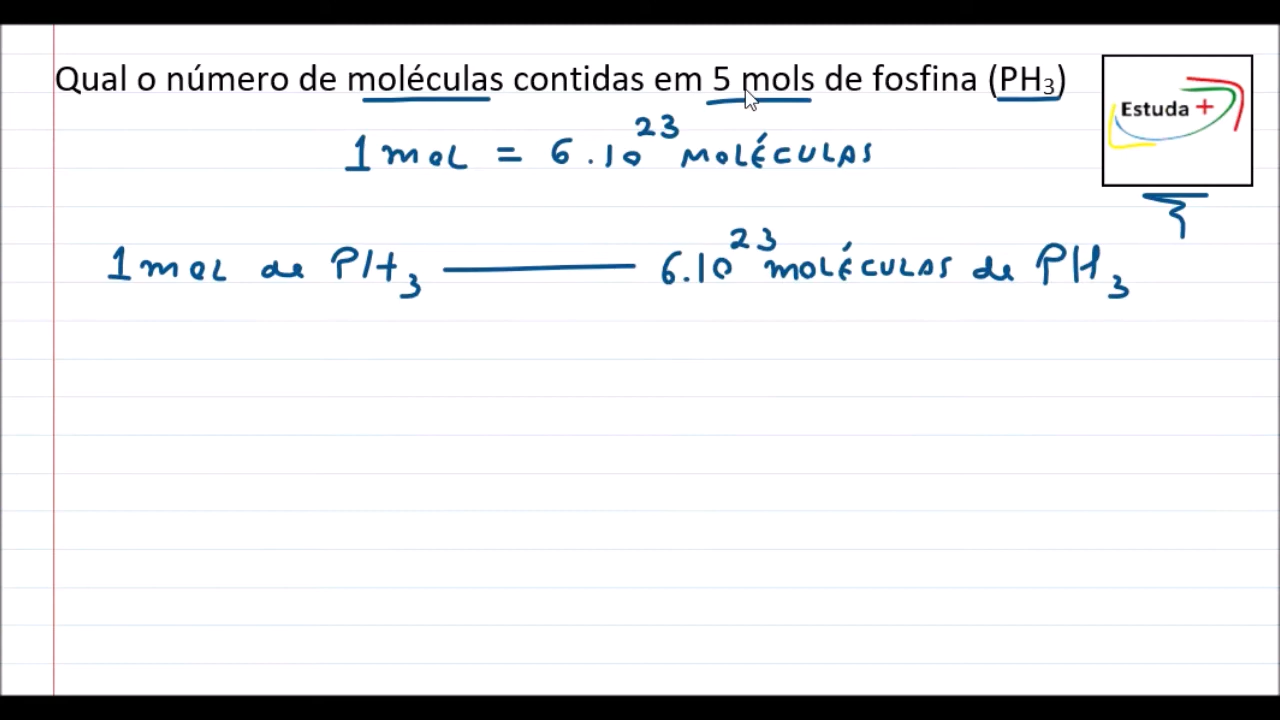 Qual o número de moléculas contidas em 5 mols de fosfina (PH₃)
Estuda +
1 mol = 6.10²³ MOLÉCULAS
1 mol de PH₃ ——— 6.10²³ MOLÉCULAS de PH₃